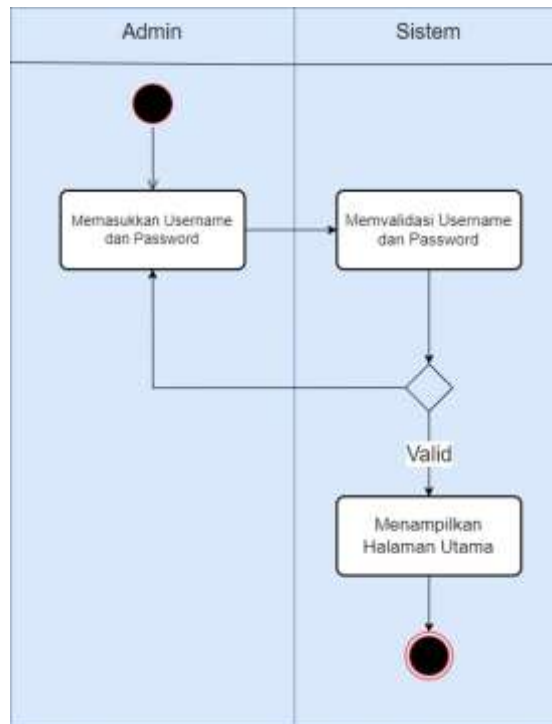 Admin
Sistem
Memasukkan Username
dan Password
Memvalidasi Username
dan Password
Valid
Menampilkan
Halaman Utama